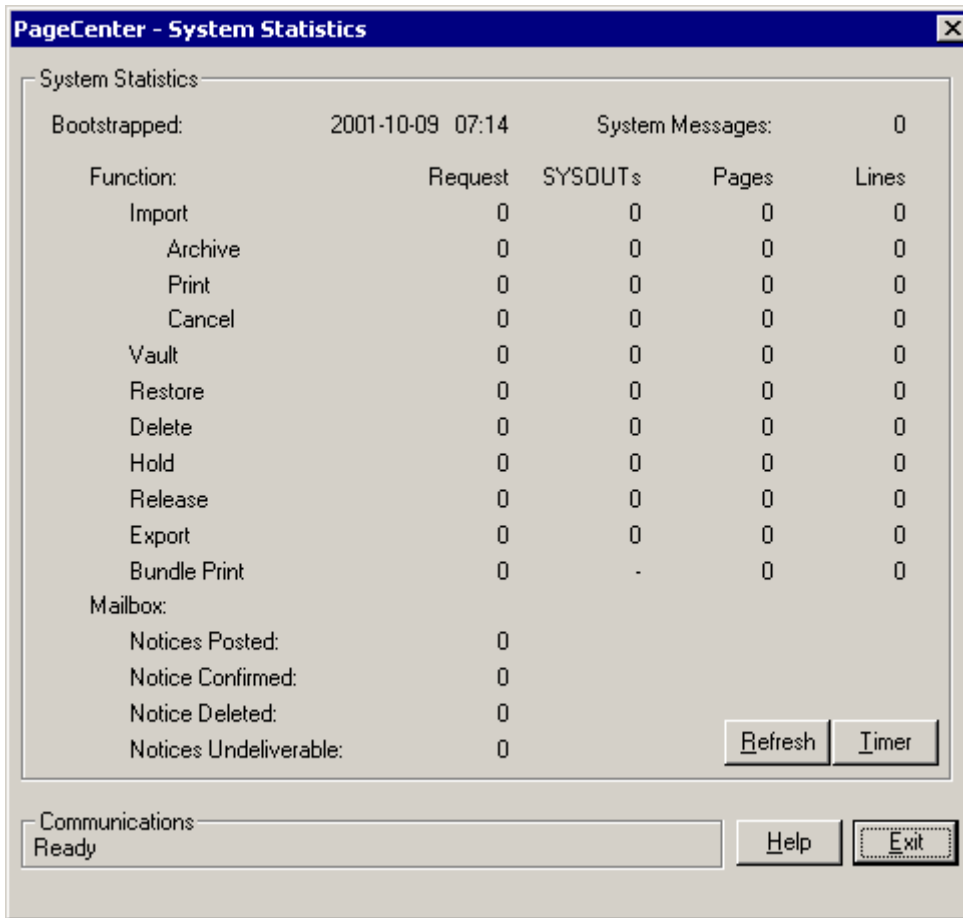 PageCenter - System Statistics
System Statistics
Bootstrapped: 2001-10-09 07:14 System Messages: 0
Function: Request SYSOUTs Pages Lines
Import 0 0 0 0
Archive 0 0 0 0
Print 0 0 0 0
Cancel 0 0 0 0
Vault 0 0 0 0
Restore 0 0 0 0
Delete 0 0 0 0
Hold 0 0 0 0
Release 0 0 0 0
Export 0 0 0 0
Bundle Print 0 - 0 0
Mailbox:
Notices Posted: 0
Notice Confirmed: 0
Notice Deleted: 0
Notices Undeliverable: 0
Refresh Timer
Communications
Ready
Help Exit